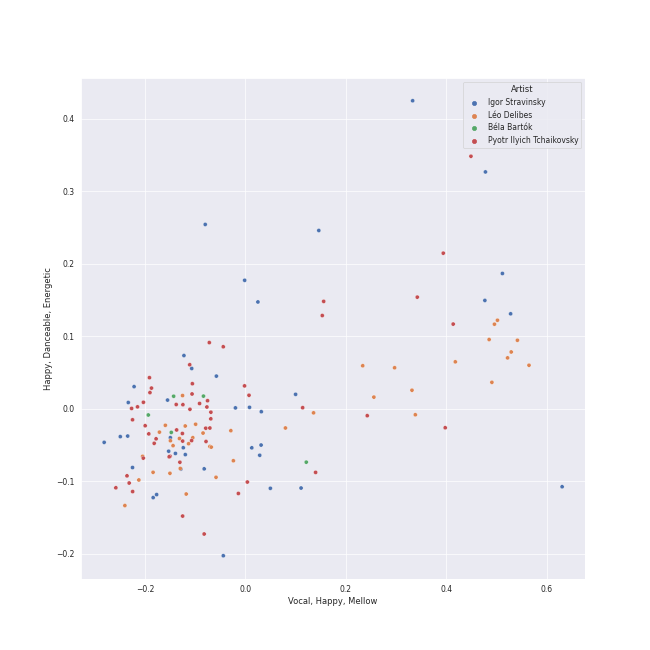 Artist
Igor Stravinsky
Léo Delibes
Béla Bartók
Pyotr Ilyich Tchaikovsky
Happy, Danceable, Energetic
0.4
0.3
0.2
0.1
0.0
−0.1
−0.2
−0.2
0.0
0.2
0.4
0.6
Vocal, Happy, Mellow